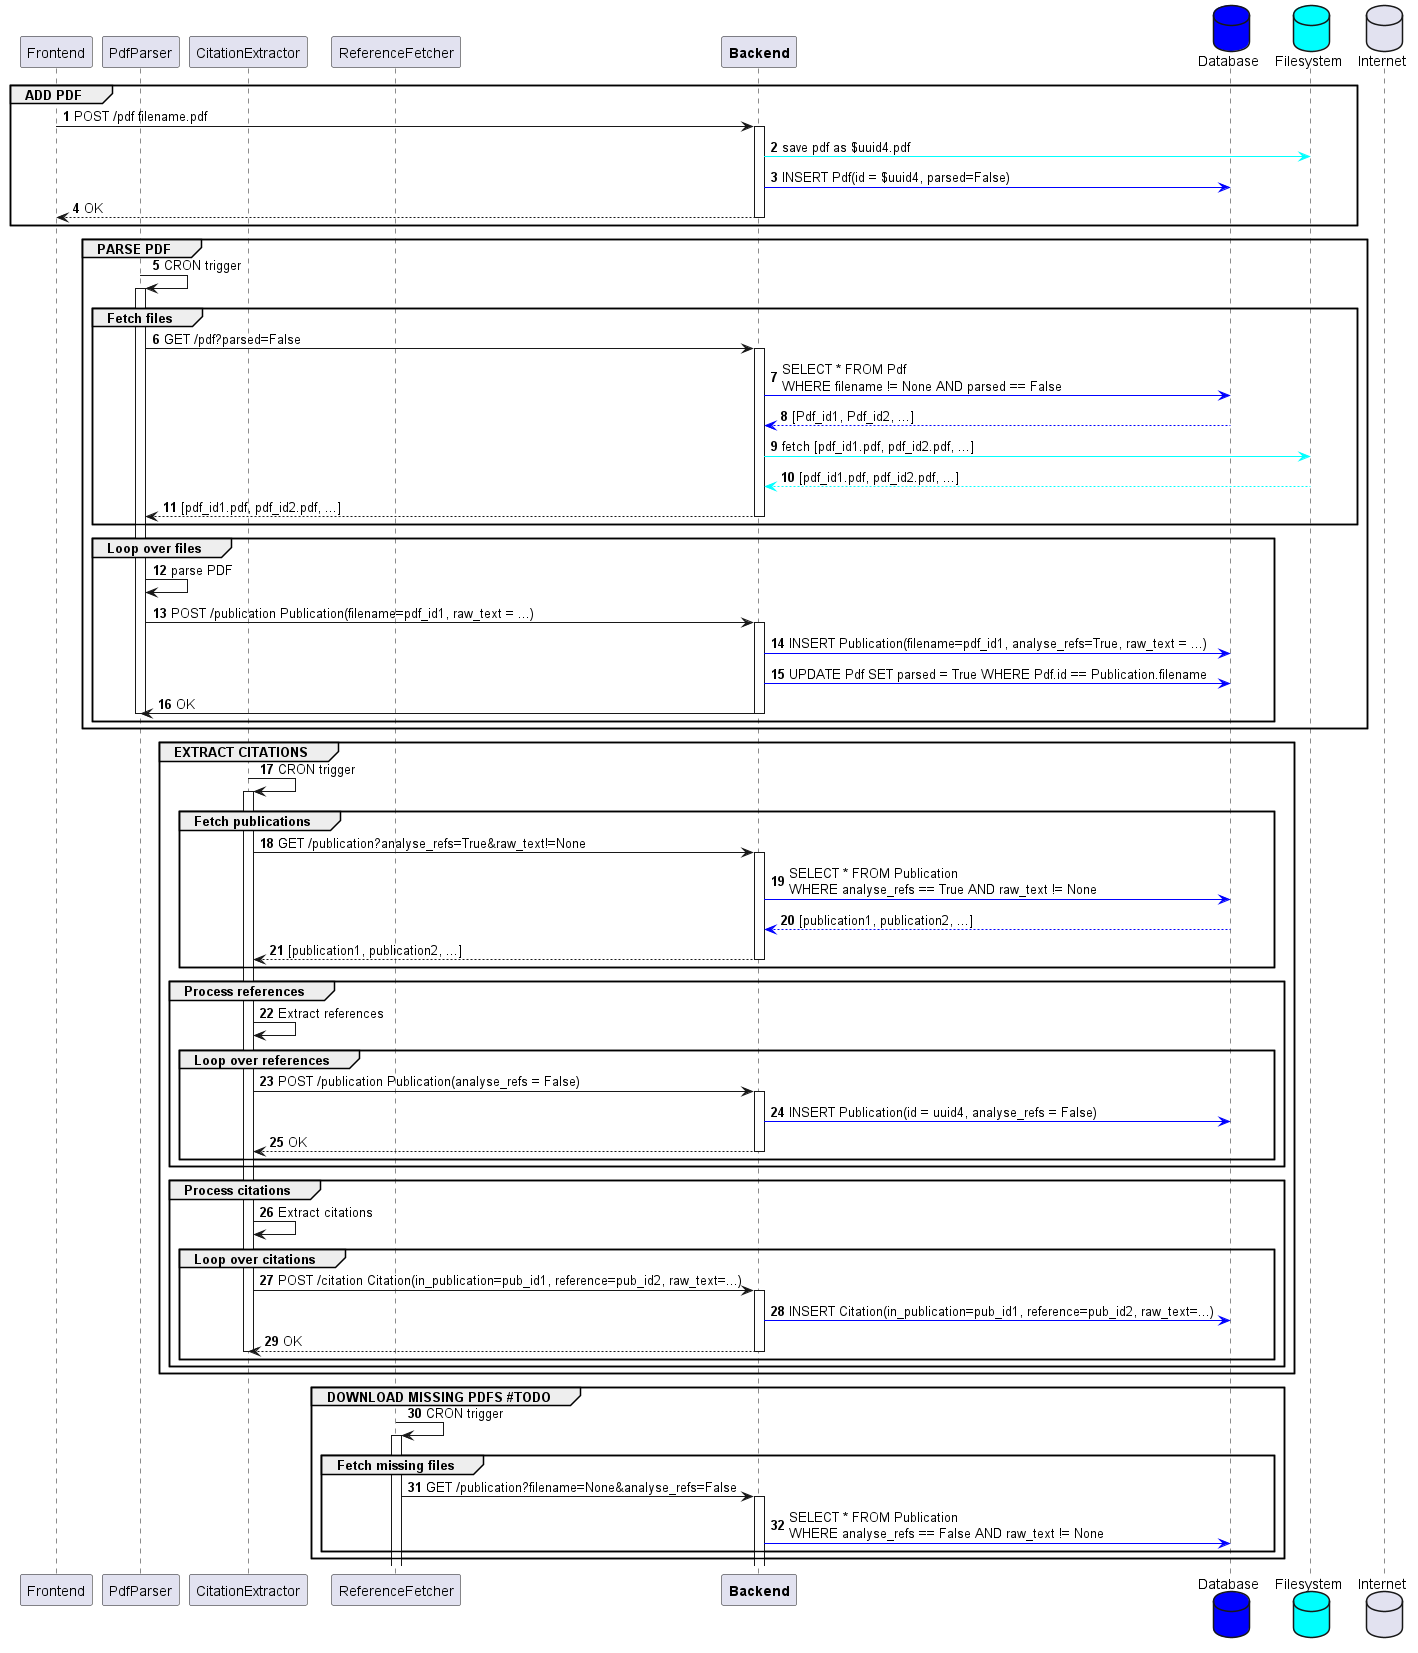 Frontend
PdfParser
CitationExtractor
ReferenceFetcher
Backend
Database
Filesystem
Internet
ADD PDF
1 POST /pdf filename.pdf
2 save pdf as $uuid4.pdf
3 INSERT Pdf(id = $uuid4, parsed=False)
4 OK
PARSE PDF
5 CRON trigger
Fetch files
6 GET /pdf?parsed=False
7 SELECT * FROM Pdf
WHERE filename != None AND parsed == False
8 [Pdf_id1, Pdf_id2, ...]
9 fetch [pdf_id1.pdf, pdf_id2.pdf, ...]
10 [pdf_id1.pdf, pdf_id2.pdf, ...]
11 [pdf_id1.pdf, pdf_id2.pdf, ...]
Loop over files
12 parse PDF
13 POST /publication Publication(filename=pdf_id1, raw_text = ...)
14 INSERT Publication(filename=pdf_id1, analyse_refs=True, raw_text = ...)
15 UPDATE Pdf SET parsed = True WHERE Pdf.id == Publication.filename
16 OK
EXTRACT CITATIONS
17 CRON trigger
Fetch publications
18 GET /publication?analyse_refs=True&raw_text!=None
19 SELECT * FROM Publication
WHERE analyse_refs == True AND raw_text != None
20 [publication1, publication2, ...]
21 [publication1, publication2, ...]
Process references
22 Extract references
Loop over references
23 POST /publication Publication(analyse_refs = False)
24 INSERT Publication(id = uuid4, analyse_refs = False)
25 OK
Process citations
26 Extract citations
Loop over citations
27 POST /citation Citation(in_publication=pub_id1, reference=pub_id2, raw_text=...)
28 INSERT Citation(in_publication=pub_id1, reference=pub_id2, raw_text=...)
29 OK
DOWNLOAD MISSING PDFS #TODO
30 CRON trigger
Fetch missing files
31 GET /publication?filename=None&analyse_refs=False
32 SELECT * FROM Publication
WHERE analyse_refs == False AND raw_text != None
Frontend
PdfParser
CitationExtractor
ReferenceFetcher
Backend
Database
Filesystem
Internet